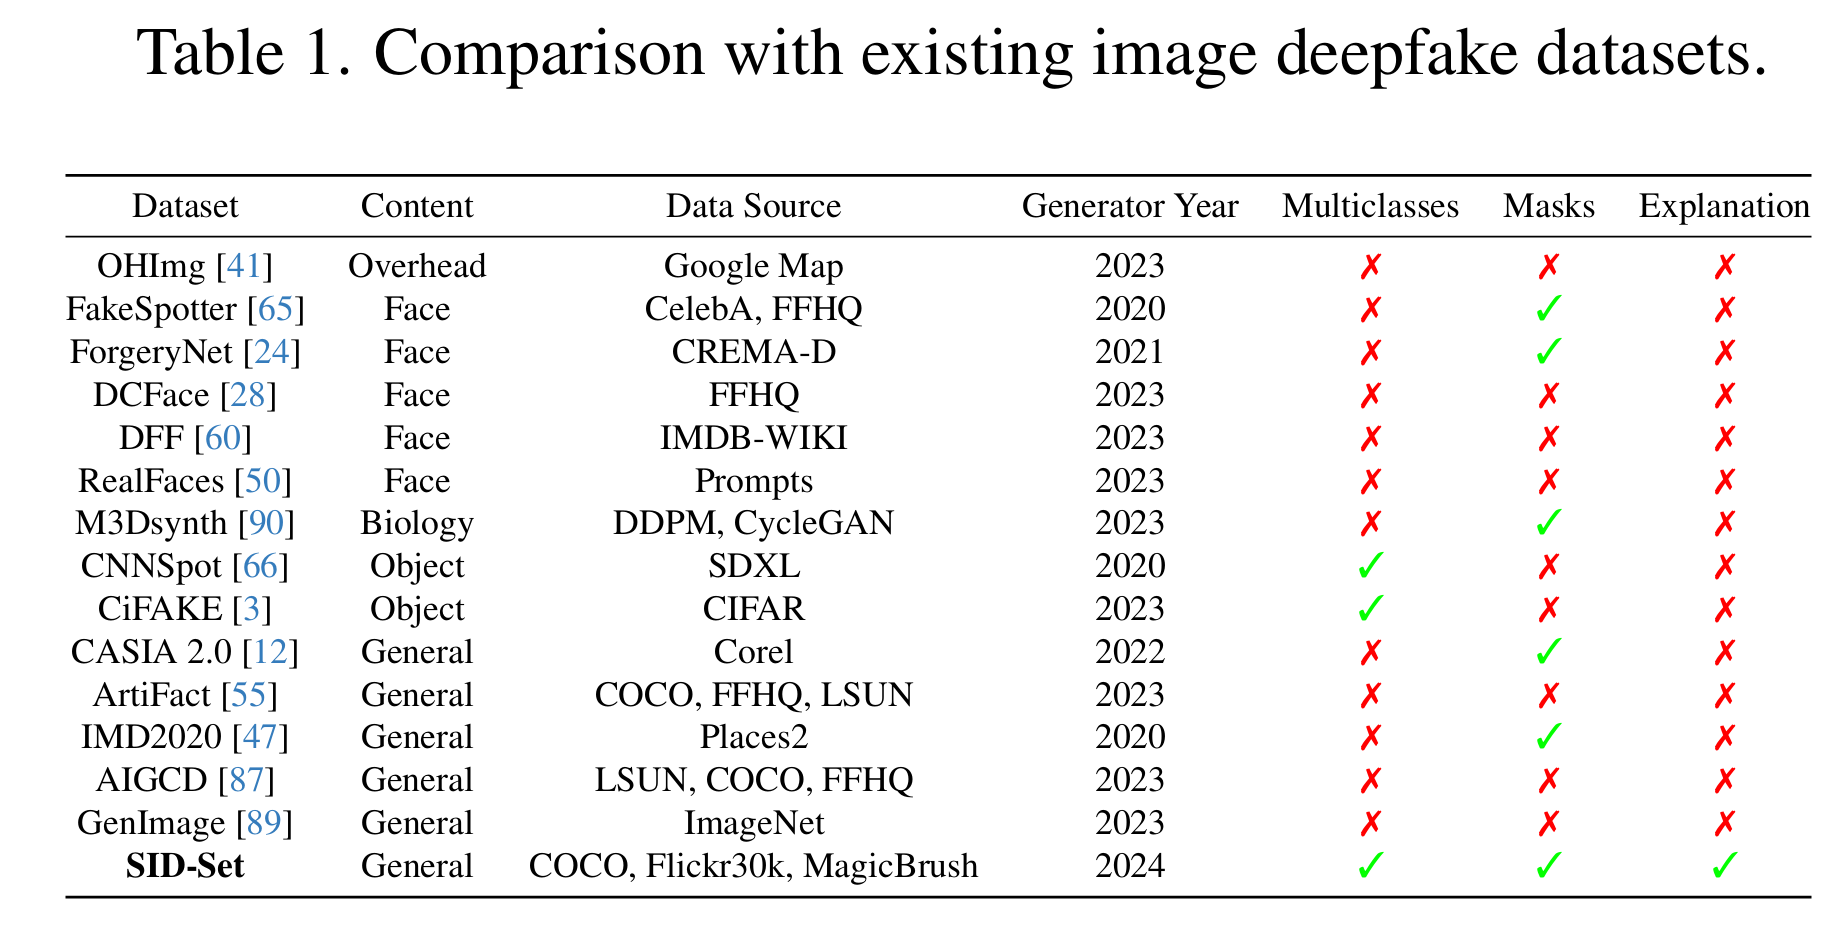 Table 1. Comparison with existing image deepfake datasets.
Dataset Content Data Source Generator Year Multiclasses Masks Explanation
OHImg [41] Overhead Google Map 2023 ✗ ✗ ✗
FakeSpotter [65] Face CelebA, FFHQ 2020 ✗ ✓ ✗
ForgeryNet [24] Face CREMA-D 2021 ✗ ✓ ✗
DCFace [28] Face FFHQ 2023 ✗ ✗ ✗
DFF [60] Face IMDB-WIKI 2023 ✗ ✗ ✗
RealFaces [50] Face Prompts 2023 ✗ ✗ ✗
M3Dsynth [90] Biology DDPM, CycleGAN 2023 ✗ ✓ ✗
CNNSpot [66] Object SDXL 2020 ✓ ✗ ✗
CiFAKE [3] Object CIFAR 2023 ✓ ✗ ✗
CASIA 2.0 [12] General Corel 2022 ✗ ✓ ✗
ArtiFact [55] General COCO, FFHQ, LSUN 2023 ✗ ✗ ✗
IMD2020 [47] General Places2 2020 ✗ ✓ ✗
AIGCD [87] General LSUN, COCO, FFHQ 2023 ✗ ✗ ✗
GenImage [89] General ImageNet 2023 ✗ ✗ ✗
SID-Set General COCO, Flickr30k, MagicBrush 2024 ✓ ✓ ✓